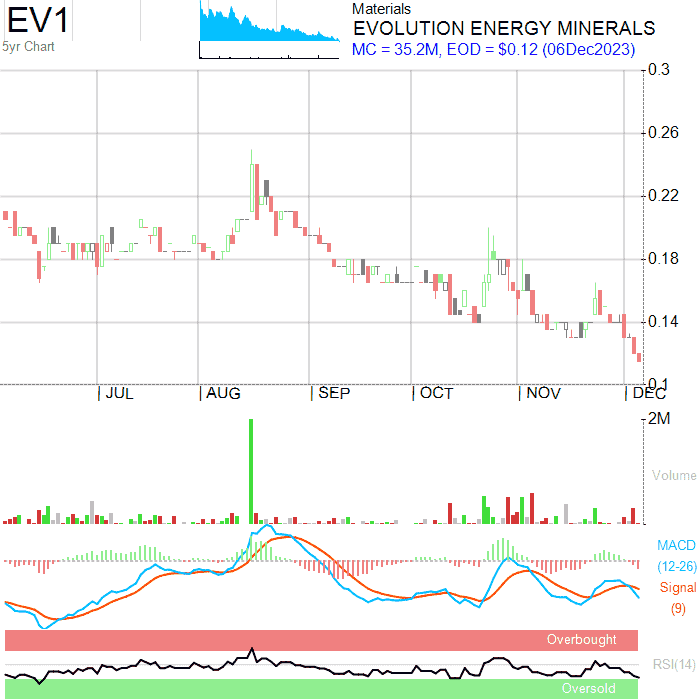 EV1
5yr Chart
Materials
EVOLUTION ENERGY MINERALS
MC = 35.2M, EOD = $0.12 (06Dec2023)
0.3
0.26
0.22
0.18
0.14
0.1
JUL AUG SEP OCT NOV DEC
2M
Volume
MACD
(12-26)
Signal
(9)
Overbought
RSI(14)
Oversold